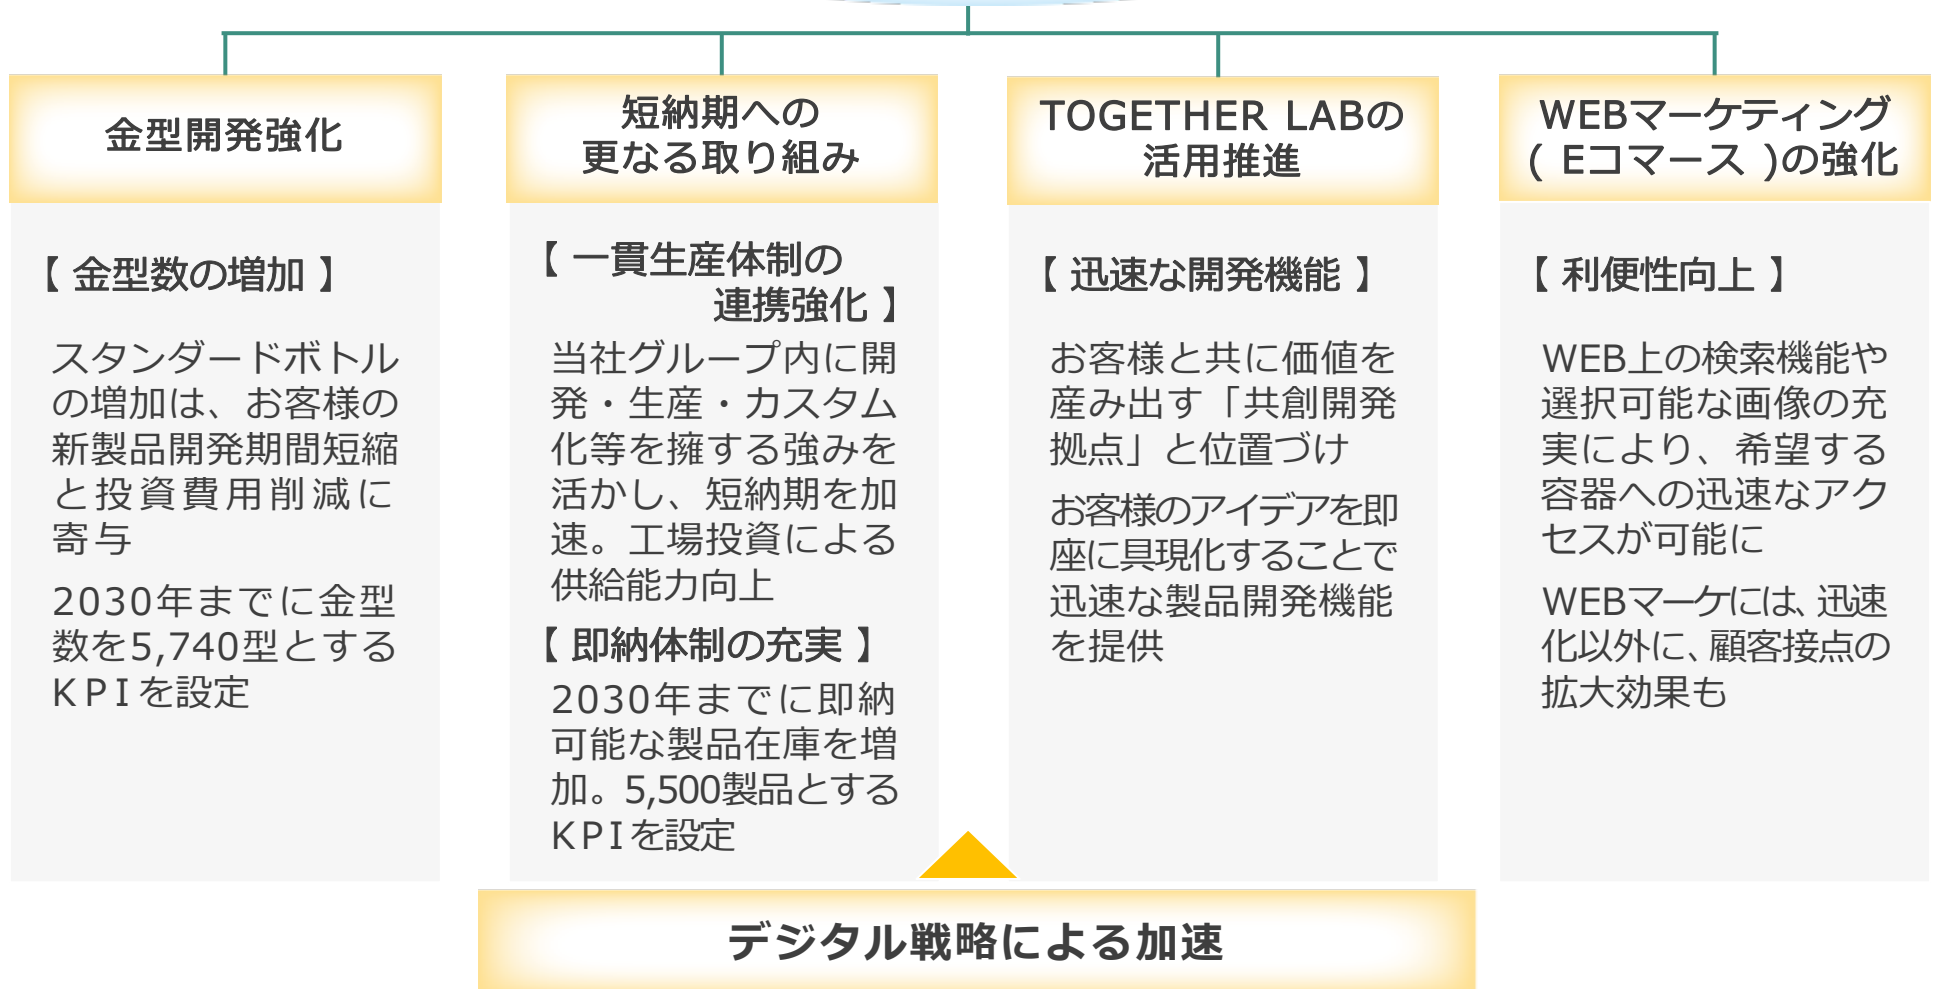 金型開発強化
【 金型数の増加 】
スタンダードボトル
の増加は、お客様の
新製品開発期間短縮
と投資費用削減に
寄与
2030年までに金型
数を5,740型とする
KPIを設定
短納期への
更なる取り組み
【 一貫生産体制の
連携強化 】
当社グループ内に開
発・生産・カスタム
化等を擁する強みを
活かし、短納期を加
速。工場投資による
供給能力向上
【 即納体制の充実 】
2030年までに即納
可能な製品在庫を増
加。5,500製品とする
KPIを設定
TOGETHER LABの
活用推進
【 迅速な開発機能 】
お客様と共に価値を
産み出す「共創開発
拠点」と位置づけ
お客様のアイデアを即
座に具現化することで
迅速な製品開発機能
を提供
WEBマーケティング
( Eコマース )の強化
【 利便性向上 】
WEB上の検索機能や
選択可能な画像の充
実により、希望する
容器への迅速なアク
セスが可能に
WEBマーケには、迅速
化以外に、顧客接点の
拡大効果も
デジタル戦略による加速